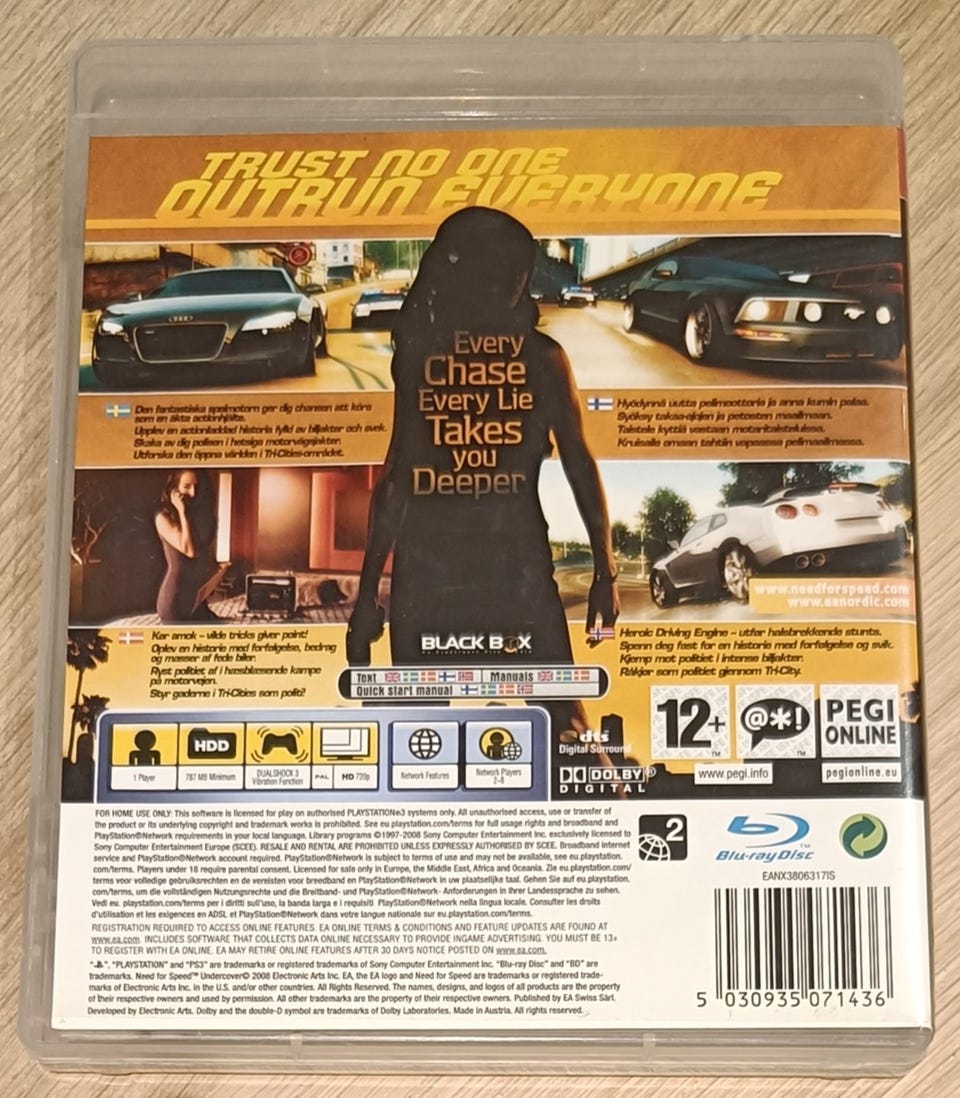 TRUST NO ONE
OUTRUN EVERYONE
Every
Chase
Every Lie
Takes
you
Deeper
Den fantastiska spelmotorn ger dig chansen att köra
som en äkta actionhjälte.
Upplev en actionladdad historia fylld av biljakter och svek.
Skaka av dig polisen i hetsiga motorvägsjakter.
Utforska den öppna världen i Tri-Cities-området.
Hyödynnä uutta pelimoottoria ja anna kumin palaa.
Syöksy takaa-ajojen ja petosten maailmaan.
Taistele kyttiä vastaan motaritaisteluissa.
Kruisaile omaan tahtiin vapaassa pelimaailmassa.
www.needforspeed.com
www.eanordic.com
Kør amok – vilde tricks giver point!
Oplev en historie med forfølgelse, bedrag
og masser af fede biler.
Ryst politiet af i hæsblæsende kampe
på motorvejen.
Styr gaderne i Tri-Cities som politi?
Heroic Driving Engine – utfør halsbrekkende stunts.
Spenn deg fast for en historie med forfølgelse og svik.
Kjemp mot politiet i intense biljakter.
Råkjør som politiet gjennom Tri-City.
BLACK BOX
Text
Manuals
Quick start manual
HDD
1 Player
787 MB Minimum
DUALSHOCK 3
Vibration Function
PAL
HD 720p
Network Features
Network Players
2-8
dts
Digital Surround
DOLBY
DIGITAL
12+
@*!
PEGI
ONLINE
www.pegi.info
pegionline.eu
FOR HOME USE ONLY: This software is licensed for play on authorised PLAYSTATION®3 systems only. All unauthorised access, use or transfer of
the product or its underlying copyright and trademark works is prohibited. See eu.playstation.com/terms for full usage rights and broadband and
PlayStation®Network requirements in your local language. Library programs ©1997-2008 Sony Computer Entertainment Inc. exclusively licensed to
Sony Computer Entertainment Europe (SCEE). RESALE AND RENTAL ARE PROHIBITED UNLESS EXPRESSLY AUTHORISED BY SCEE. Broadband internet
service and PlayStation®Network account required. PlayStation®Network is subject to terms of use and may not be available, see eu.playstation.
com/terms. Players under 18 require parental consent. Licensed for sale only in Europe, the Middle East, Africa and Oceania. Zie eu.playstation.com/
terms voor volledige gebruiksrechten en de vereisten voor breedband en PlayStation®Network in uw plaatselijke taal. Gehen Sie auf eu.playstation
com/terms, um die vollständigen Nutzungsrechte und die Breitband- und PlayStation®Network- Anforderungen in Ihrer Landessprache zu sehen.
Vedi eu. playstation.com/terms per i diritti sull'uso, la banda larga e i requisiti PlayStation®Network nella lingua locale. Consulter les droits
d'utilisation et les exigences en ADSL et PlayStation®Network dans votre langue nationale sur eu.playstation.com/terms.
REGISTRATION REQUIRED TO ACCESS ONLINE FEATURES. EA ONLINE TERMS & CONDITIONS AND FEATURE UPDATES ARE FOUND AT
www.ea.com. INCLUDES SOFTWARE THAT COLLECTS DATA ONLINE NECESSARY TO PROVIDE INGAME ADVERTISING. YOU MUST BE 13+
TO REGISTER WITH EA ONLINE. EA MAY RETIRE ONLINE FEATURES AFTER 30 DAYS NOTICE POSTED ON www.ea.com.
"", "PLAYSTATION" and "PS3" are trademarks or registered trademarks of Sony Computer Entertainment Inc. "Blu-ray Disc" and "BD" are
trademarks. Need for Speed™ Undercover© 2008 Electronic Arts Inc. EA, the EA logo and Need for Speed are trademarks or registered trade-
marks of Electronic Arts Inc. in the U.S. and/or other countries. All Rights Reserved. The names, designs, and logos of all products are the property
of their respective owners and used by permission. All other trademarks are the property of their respective owners. Published by EA Swiss Sàrl.
Developed by Electronic Arts. Dolby and the double-D symbol are trademarks of Dolby Laboratories. Made in Austria. All rights reserved.
2
Blu-ray Disc™
EANX3806317IS
5 030935 071436